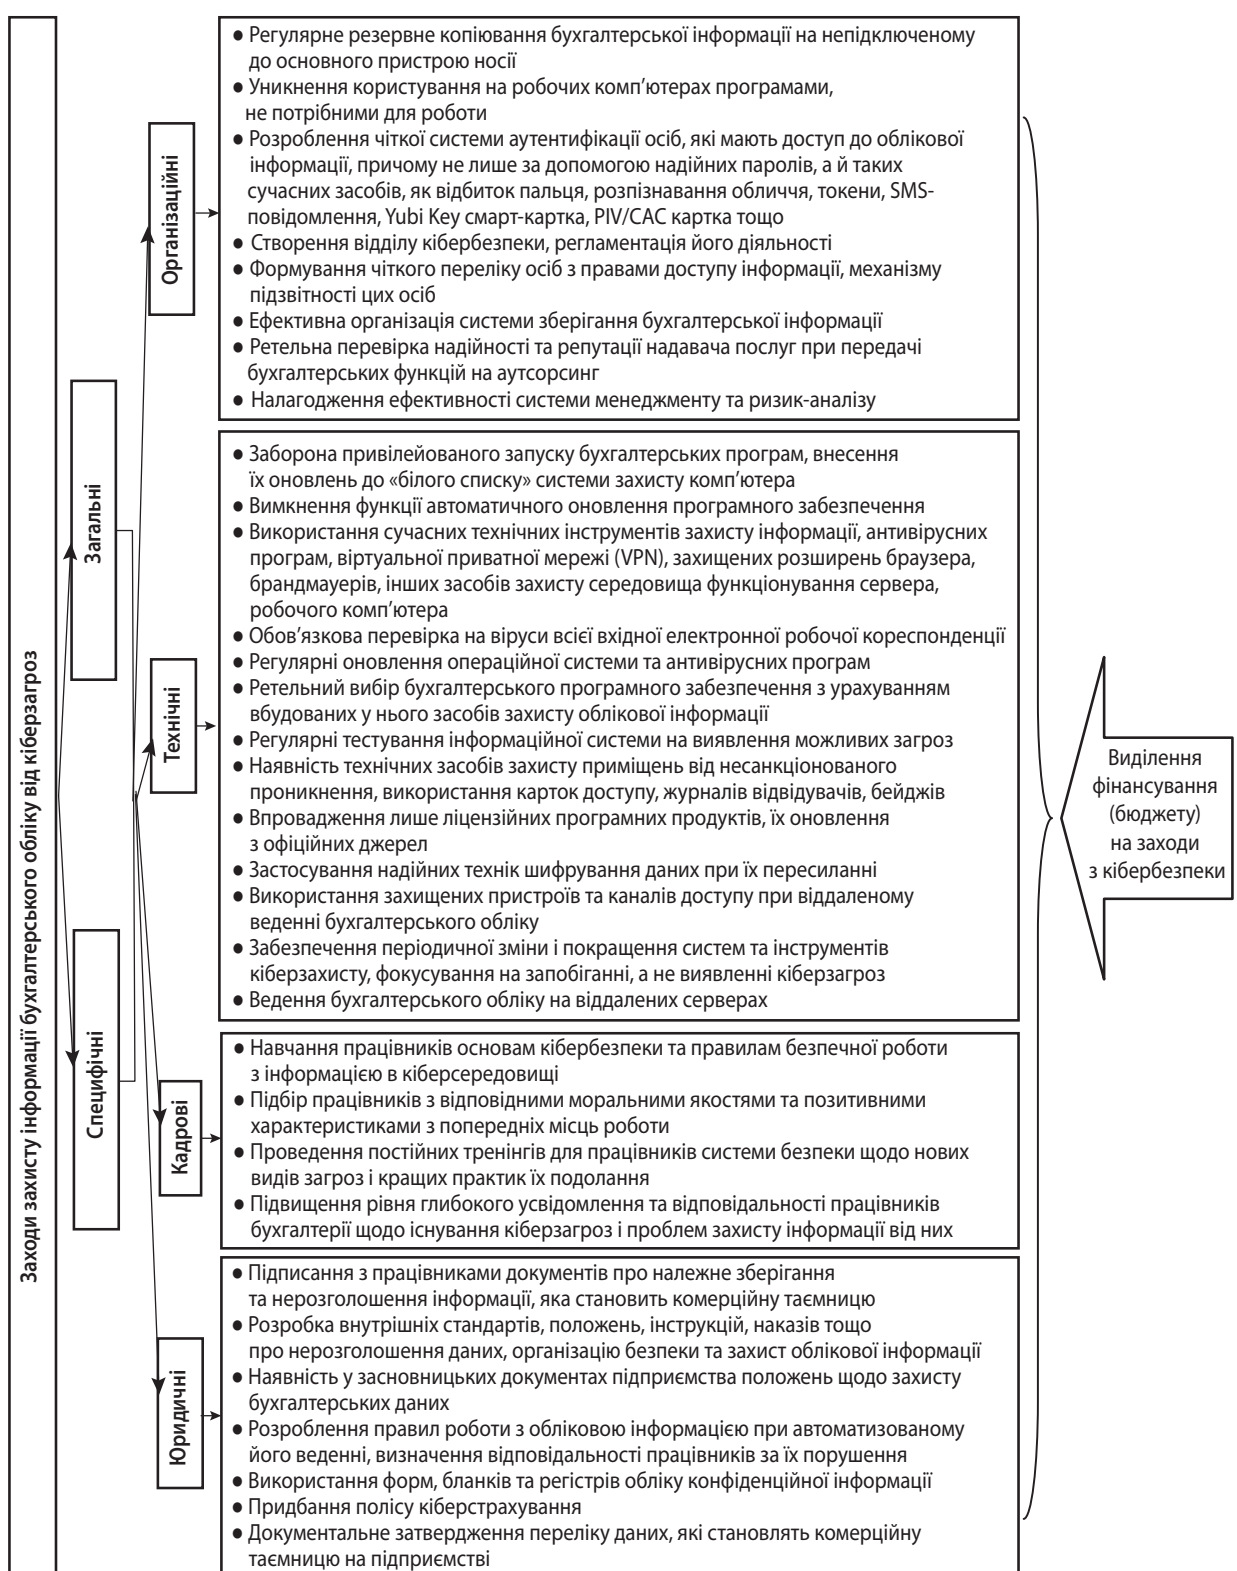 Заходи захисту інформації бухгалтерського обліку від кіберзагроз
Загальні
Специфічні
Організаційні
● Регулярне резервне копіювання бухгалтерської інформації на непідключеному
до основного пристрою носії
● Уникнення користування на робочих комп'ютерах програмами,
не потрібними для роботи
● Розроблення чіткої системи аутентифікації осіб, які мають доступ до облікової
інформації, причому не лише за допомогою надійних паролів, а й таких
сучасних засобів, як відбиток пальця, розпізнавання обличчя, токени, SMS-
повідомлення, Yubi Key смарт-картка, PIV/CAC картка тощо
● Створення відділу кібербезпеки, регламентація його діяльності
● Формування чіткого переліку осіб з правами доступу інформації, механізму
підзвітності цих осіб
● Ефективна організація системи зберігання бухгалтерської інформації
● Ретельна перевірка надійності та репутації надавача послуг при передачі
бухгалтерських функцій на аутсорсинг
● Налагодження ефективності системи менеджменту та ризик-аналізу
Технічні
● Заборона привілейованого запуску бухгалтерських програм, внесення
їх оновлень до «білого списку» системи захисту комп'ютера
● Вимкнення функції автоматичного оновлення програмного забезпечення
● Використання сучасних технічних інструментів захисту інформації, антивірусних
програм, віртуальної приватної мережі (VPN), захищених розширень браузера,
брандмауерів, інших засобів захисту середовища функціонування сервера,
робочого комп'ютера
● Обов'язкова перевірка на віруси всієї вхідної електронної робочої кореспонденції
● Регулярні оновлення операційної системи та антивірусних програм
● Ретельний вибір бухгалтерського програмного забезпечення з урахуванням
вбудованих у нього засобів захисту облікової інформації
● Регулярні тестування інформаційної системи на виявлення можливих загроз
● Наявність технічних засобів захисту приміщень від несанкціонованого
проникнення, використання карток доступу, журналів відвідувачів, бейджів
● Впровадження лише ліцензійних програмних продуктів, їх оновлення
з офіційних джерел
● Застосування надійних технік шифрування даних при їх пересиланні
● Використання захищених пристроїв та каналів доступу при віддаленому
веденні бухгалтерського обліку
● Забезпечення періодичної зміни і покращення систем та інструментів
кіберзахисту, фокусування на запобіганні, а не виявленні кіберзагроз
● Ведення бухгалтерського обліку на віддалених серверах
Кадрові
● Навчання працівників основам кібербезпеки та правилам безпечної роботи
з інформацією в кіберсередовищі
● Підбір працівників з відповідними моральними якостями та позитивними
характеристиками з попередніх місць роботи
● Проведення постійних тренінгів для працівників системи безпеки щодо нових
видів загроз і кращих практик їх подолання
● Підвищення рівня глибокого усвідомлення та відповідальності працівників
бухгалтерії щодо існування кіберзагроз і проблем захисту інформації від них
Юридичні
● Підписання з працівниками документів про належне зберігання
та нерозголошення інформації, яка становить комерційну таємницю
● Розробка внутрішніх стандартів, положень, інструкцій, наказів тощо
про нерозголошення даних, організацію безпеки та захист облікової інформації
● Наявність у засновницьких документах підприємства положень щодо захисту
бухгалтерських даних
● Розроблення правил роботи з обліковою інформацією при автоматизованому
його веденні, визначення відповідальності працівників за їх порушення
● Використання форм, бланків та регістрів обліку конфіденційної інформації
● Придбання полісу кіберстрахування
● Документальне затвердження переліку даних, які становлять комерційну
таємницю на підприємстві
Виділення
фінансування
(бюджету)
на заходи
з кібербезпеки